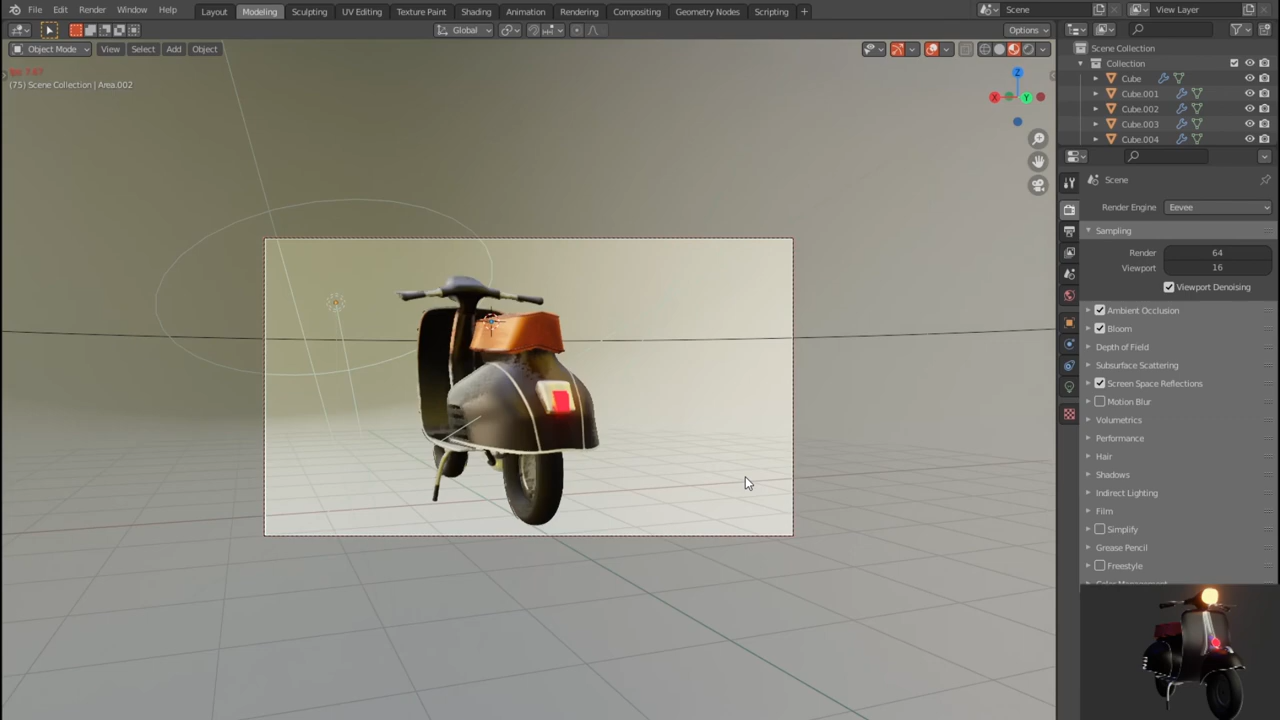 File Edit Render Window Help Layout Modeling Sculpting UV Editing Texture Paint Shading Animation Rendering Compositing Geometry Nodes Scripting + Scene View Layer
Global Options
Object Mode View Select Add Object
(75) Scene Collection | Area.002
Z
X
Y
Scene Collection
Collection
Cube
Cube.001
Cube.002
Cube.003
Cube.004
Scene
Render Engine Eevee
Sampling
Render 64
Viewport 16
Viewport Denoising
Ambient Occlusion
Bloom
Depth of Field
Subsurface Scattering
Screen Space Reflections
Motion Blur
Volumetrics
Performance
Hair
Shadows
Indirect Lighting
Film
Simplify
Grease Pencil
Freestyle